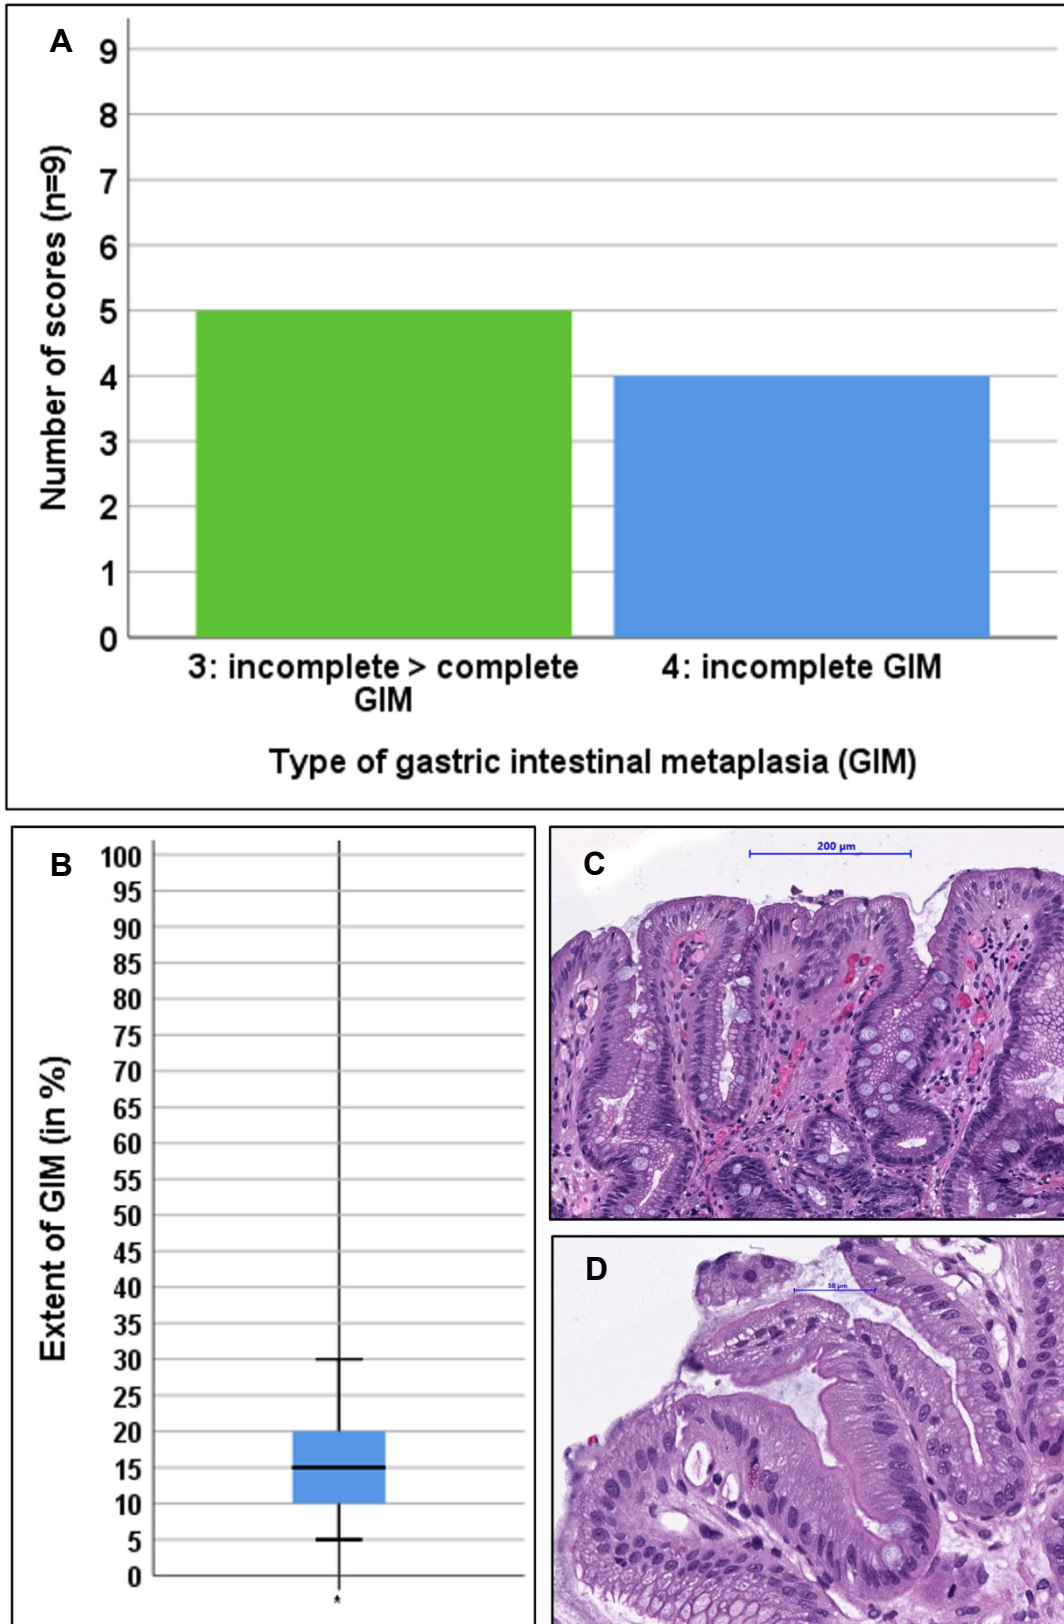 A
9
8
7
6
5
4
3
2
1
0
Number of scores (n=9)
3: incomplete > complete
GIM
4: incomplete GIM
Type of gastric intestinal metaplasia (GIM)
B
100
95
90
85
80
75
70
65
60
55
50
45
40
35
30
25
20
15
10
5
0
Extent of GIM (in %)
*
C
200 µm
D
50 µm